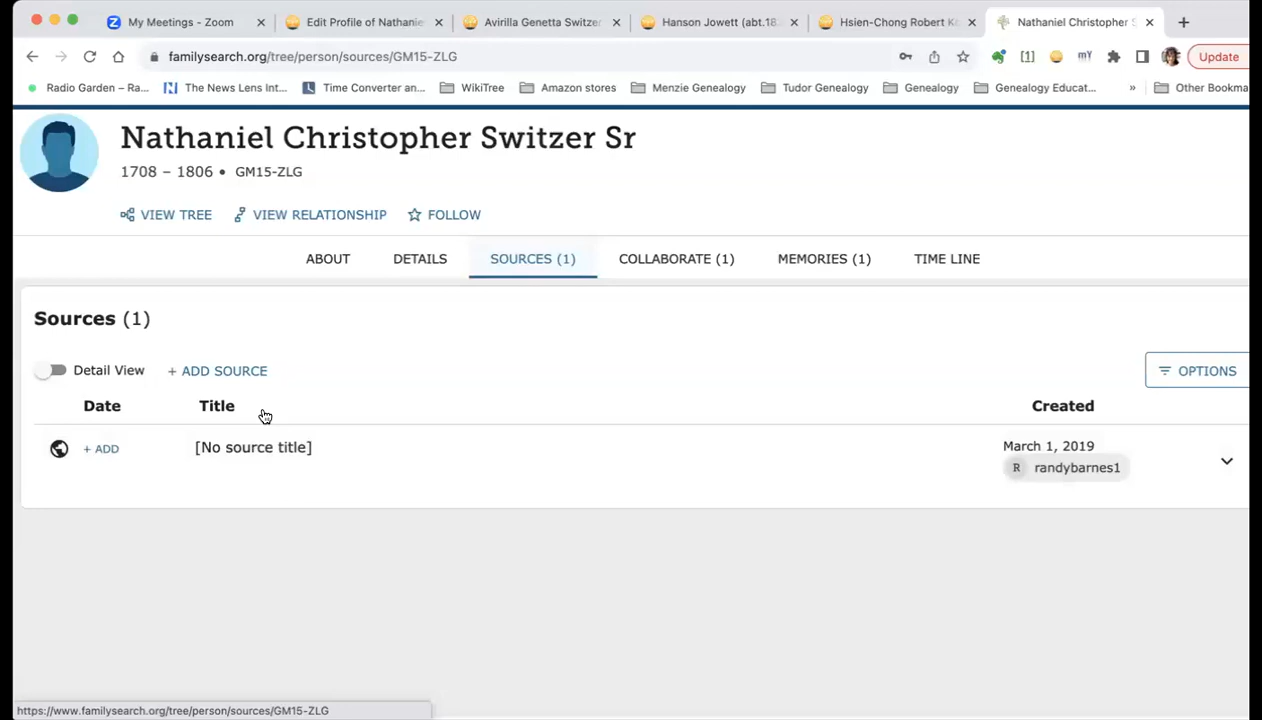 My Meetings - Zoom
Edit Profile of Nathanie
Avirilla Genetta Switzer
Hanson Jowett (abt.18
Hsien-Chong Robert K
Nathaniel Christopher S
familysearch.org/tree/person/sources/GM15-ZLG
[1]
mY
Update
Radio Garden – Ra...
The News Lens Int...
Time Converter an...
WikiTree
Amazon stores
Menzie Genealogy
Tudor Genealogy
Genealogy
Genealogy Educat...
»
Other Bookma
Nathaniel Christopher Switzer Sr
1708 – 1806 • GM15-ZLG
VIEW TREE
VIEW RELATIONSHIP
FOLLOW
ABOUT
DETAILS
SOURCES (1)
COLLABORATE (1)
MEMORIES (1)
TIME LINE
Sources (1)
Detail View
+ ADD SOURCE
OPTIONS
Date
Title
Created
+ ADD
[No source title]
March 1, 2019
R randybarnes1
https://www.familysearch.org/tree/person/sources/GM15-ZLG